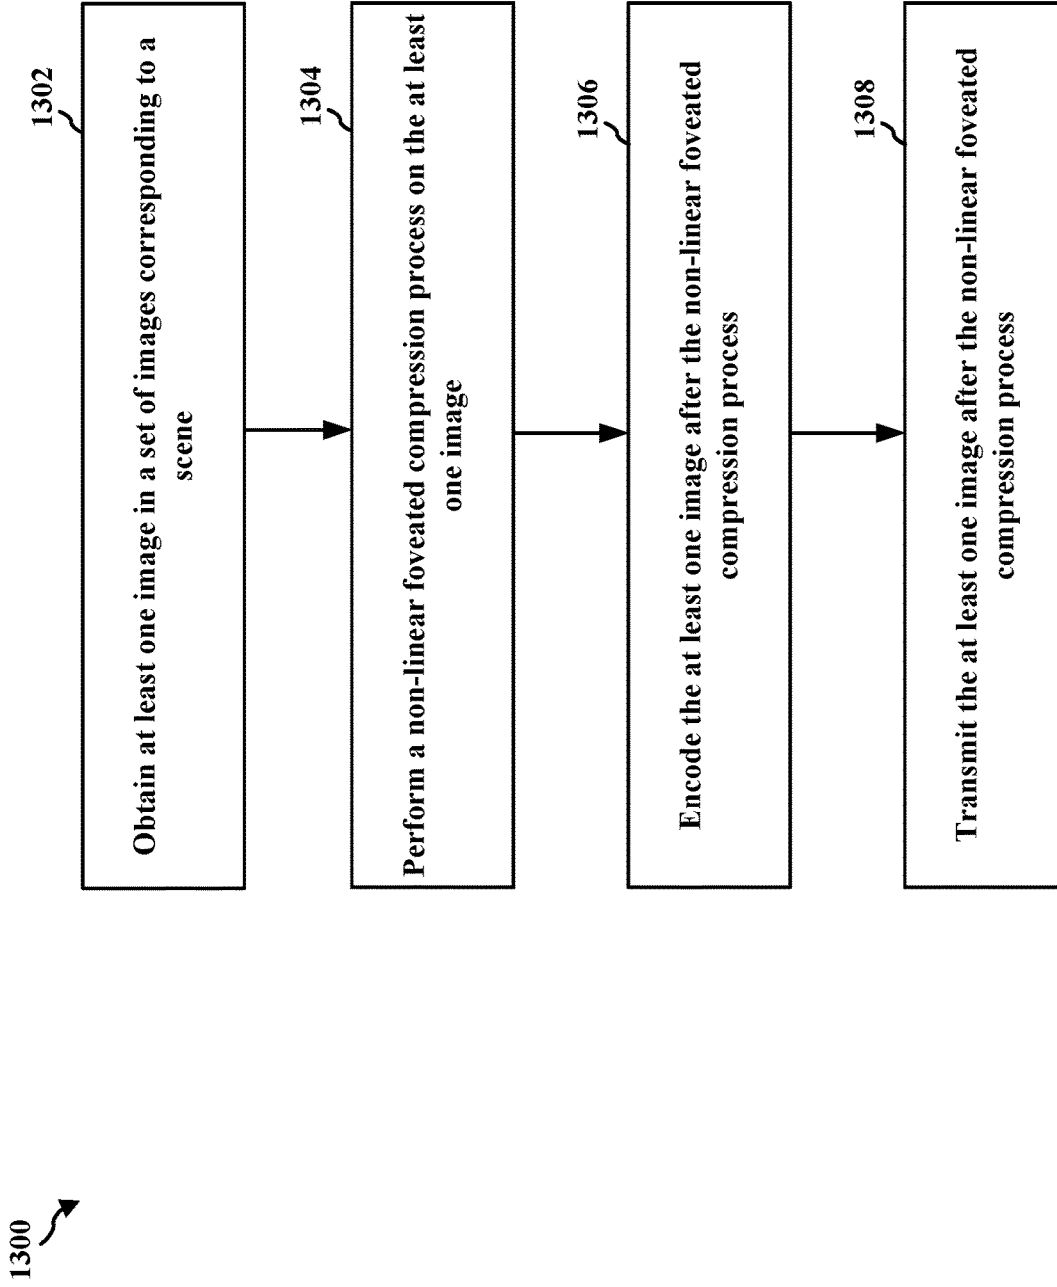 1300
1302
Obtain at least one image in a set of images corresponding to a
scene
1304
Perform a non-linear foveated compression process on the at least
one image
1306
Encode the at least one image after the non-linear foveated
compression process
1308
Transmit the at least one image after the non-linear foveated
compression process